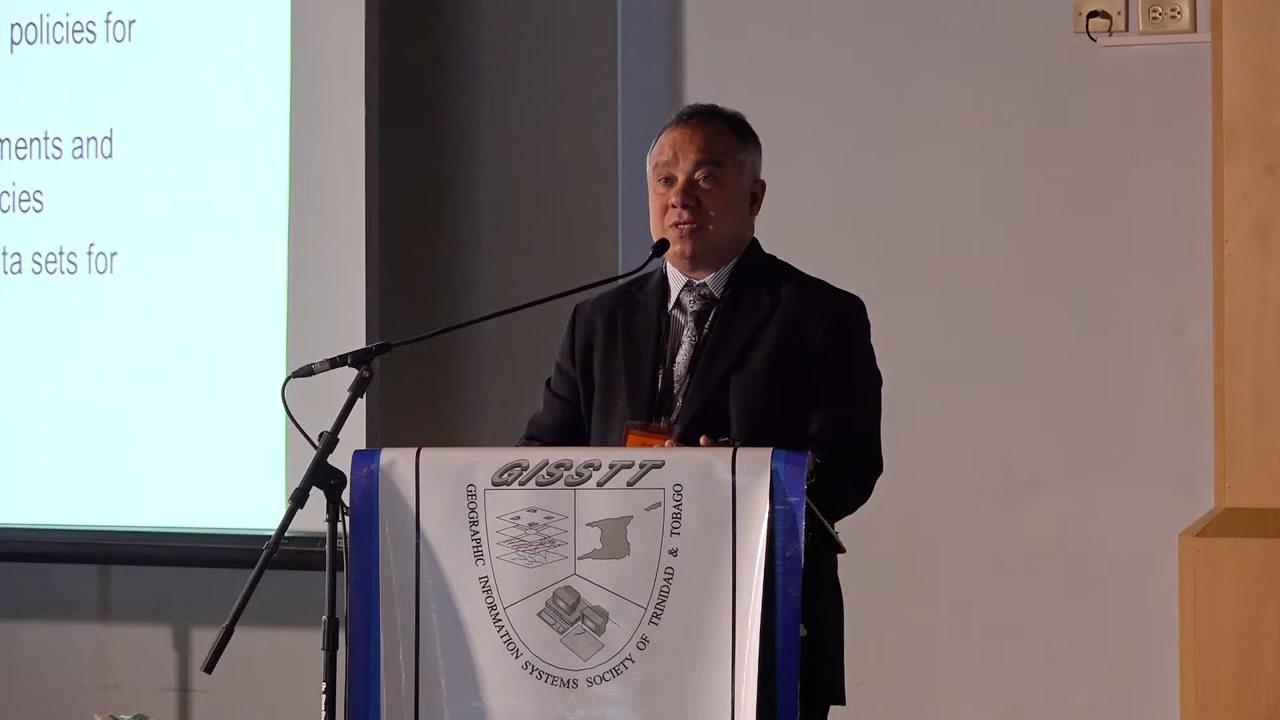 policies for
ments and
cies
ta sets for
GISSTT
GEOGRAPHIC INFORMATION SYSTEMS SOCIETY OF TRINIDAD & TOBAGO